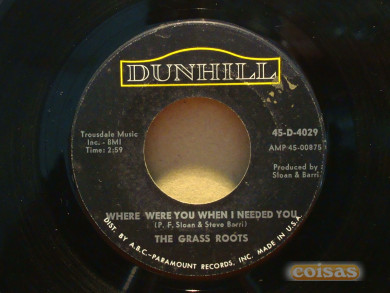 DUNHILL
Trousdale Music
Inc. - BMI
Time: 2:59
45-D-4029
AMP 45-00875
Produced by :
Sloan & Barri
WHERE WERE YOU WHEN I NEEDED YOU
(P. F. Sloan & Steve Barri)
THE GRASS ROOTS
DIST. BY A.B.C.-PARAMOUNT RECORDS, INC. MADE IN U.S.A.
coisas